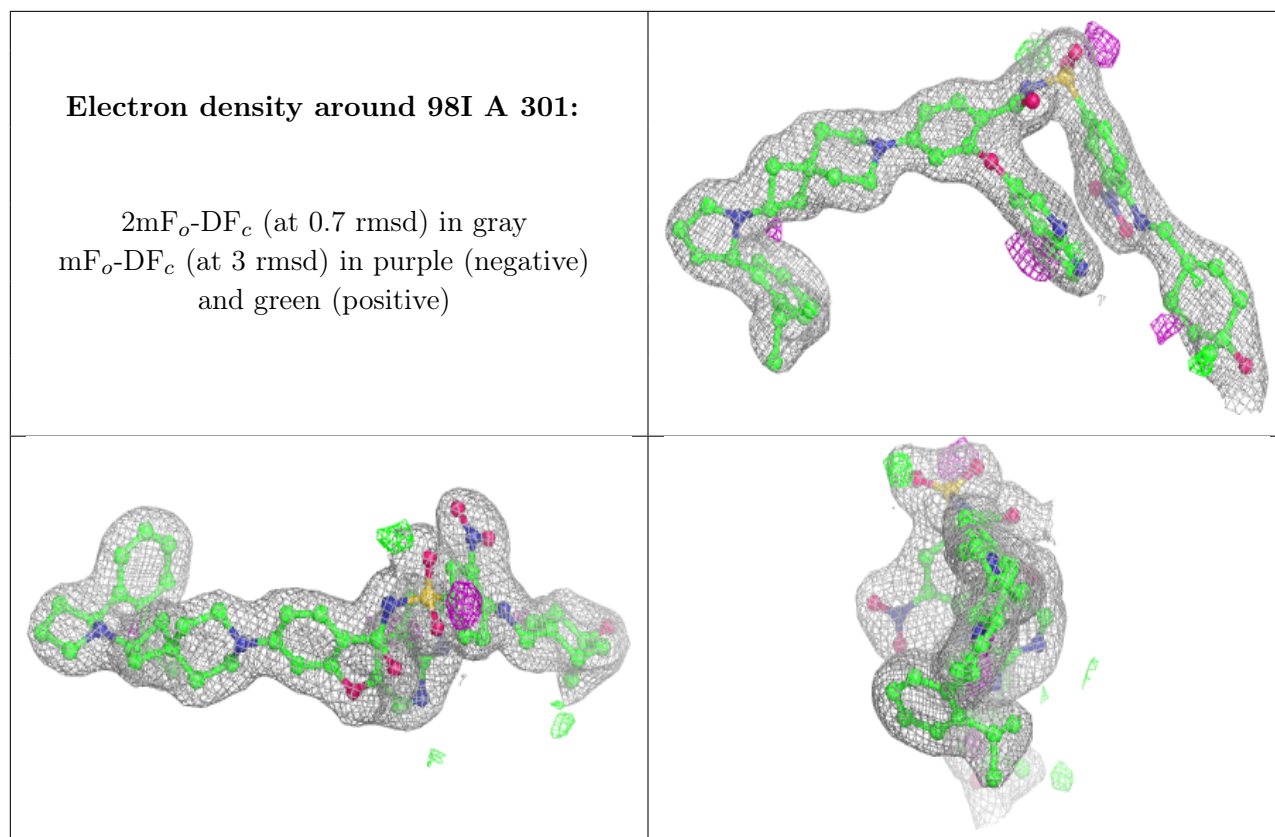 Electron density around 98I A 301:
2mFo-DFc (at 0.7 rmsd) in gray
mFo-DFc (at 3 rmsd) in purple (negative)
and green (positive)